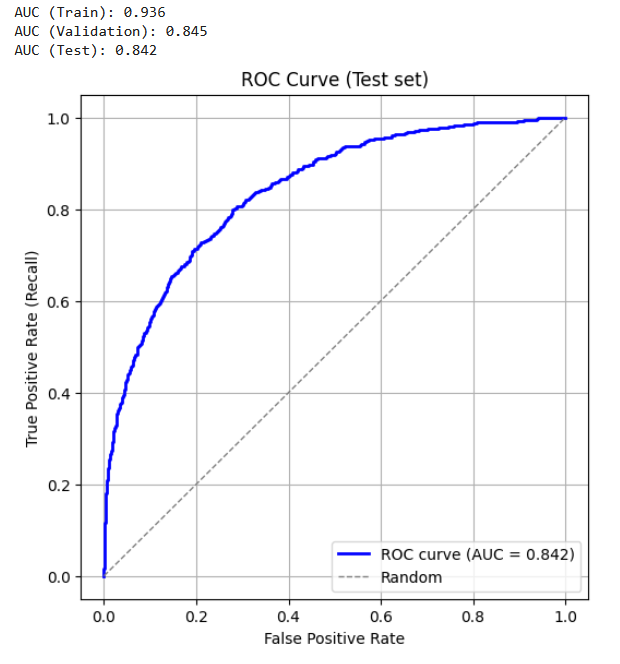 AUC (Train): 0.936
AUC (Validation): 0.845
AUC (Test): 0.842
ROC Curve (Test set)
True Positive Rate (Recall)
1.0
0.8
0.6
0.4
0.2
0.0
ROC curve (AUC = 0.842)
Random
0.0 0.2 0.4 0.6 0.8 1.0
False Positive Rate